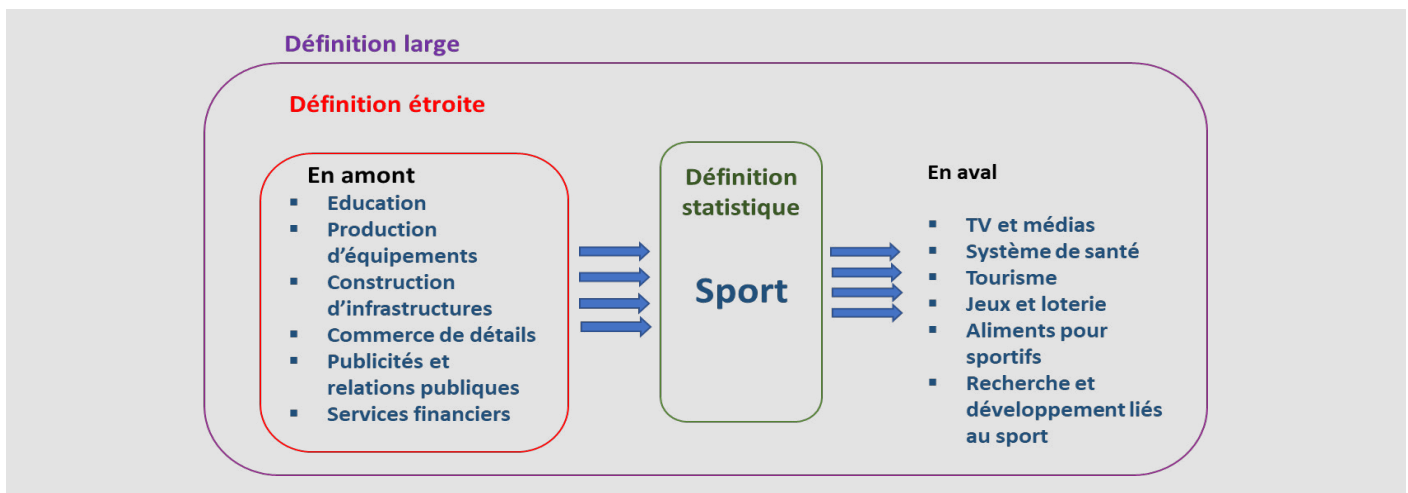 Définition large
Définition étroite
En amont
▪ Education
▪ Production
d’équipements
▪ Construction
d’infrastructures
▪ Commerce de détails
▪ Publicités et
relations publiques
▪ Services financiers
Définition
statistique
Sport
En aval
▪ TV et médias
▪ Système de santé
▪ Tourisme
▪ Jeux et loterie
▪ Aliments pour
sportifs
▪ Recherche et
développement liés
au sport